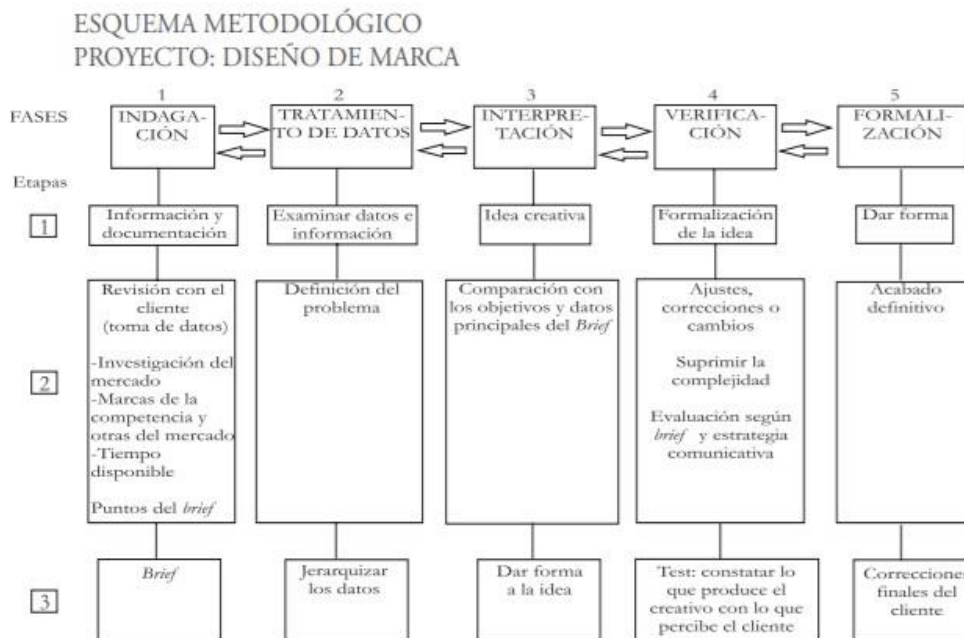 ESQUEMA METODOLÓGICO
PROYECTO: DISEÑO DE MARCA
FASES
1
INDAGA-
CIÓN
2
TRATAMIEN-
TO DE DATOS
3
INTERPRE-
TACIÓN
4
VERIFICA-
CIÓN
5
FORMALI-
ZACIÓN
Etapas
1
Información y
documentación
Examinar datos e
información
Idea creativa
Formalización
de la idea
Dar forma
2
Revisión con el
cliente
(toma de datos)
-Investigación del
mercado
-Marcas de la
competencia y
otras del mercado
-Tiempo
disponible
Puntos del brief
Definición del
problema
Comparación con
los objetivos y datos
principales del Brief
Ajustes,
correcciones o
cambios
Suprimir la
complejidad
Evaluación según
brief y estrategia
comunicativa
Acabado
definitivo
3
Brief
Jerarquizar
los datos
Dar forma
a la idea
Test: constatar lo
que produce el
creativo con lo que
percibe el cliente
Correcciones
finales del
cliente